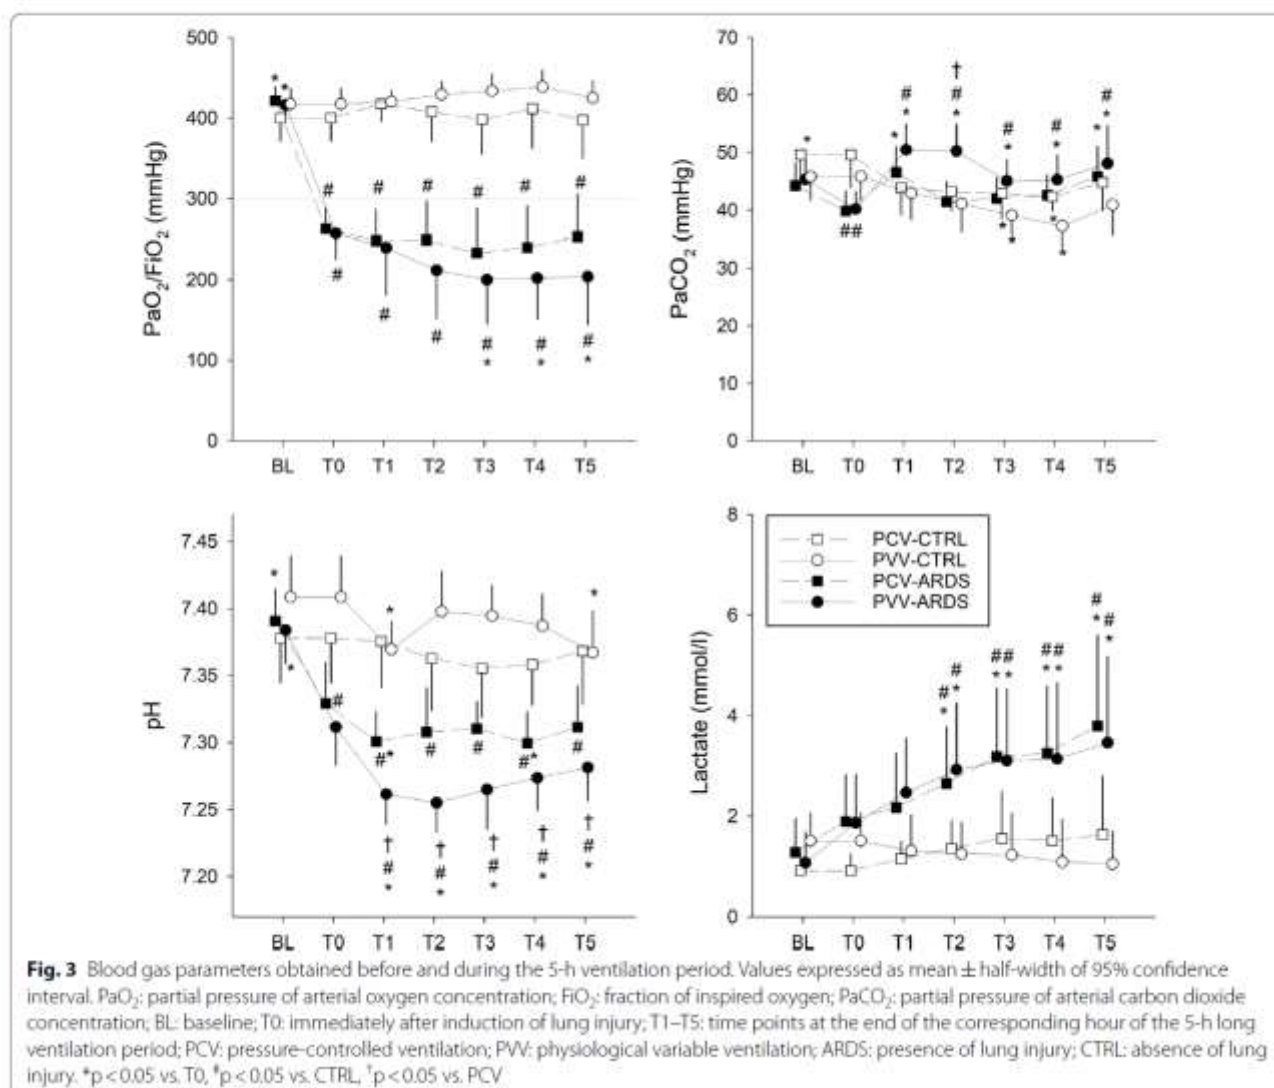 500
400
300
200
100
0
PaO2/FiO2 (mmHg)
* *
# # # # # #
# # # # # #
* * *
BL T0 T1 T2 T3 T4 T5
70
60
50
40
30
20
10
0
PaCO2 (mmHg)
†
# # # # #
* * * * * * * *
##
* * * *
BL T0 T1 T2 T3 T4 T5
7.45
7.40
7.35
7.30
7.25
7.20
pH
* * *
*
# #* # # #* #
† † † † †
# # # # #
* * * * *
BL T0 T1 T2 T3 T4 T5
8
6
4
2
0
Lactate (mmol/l)
PCV-CTRL
PVV-CTRL
PCV-ARDS
PVV-ARDS
# # ## ## # #
* * * * * * * *
BL T0 T1 T2 T3 T4 T5
Fig. 3 Blood gas parameters obtained before and during the 5-h ventilation period. Values expressed as mean ± half-width of 95% confidence
interval. PaO2: partial pressure of arterial oxygen concentration; FiO2: fraction of inspired oxygen; PaCO2: partial pressure of arterial carbon dioxide
concentration; BL: baseline; T0: immediately after induction of lung injury; T1–T5: time points at the end of the corresponding hour of the 5-h long
ventilation period; PCV: pressure-controlled ventilation; PVV: physiological variable ventilation; ARDS: presence of lung injury; CTRL: absence of lung
injury. *p < 0.05 vs. T0, #p < 0.05 vs. CTRL, †p < 0.05 vs. PCV